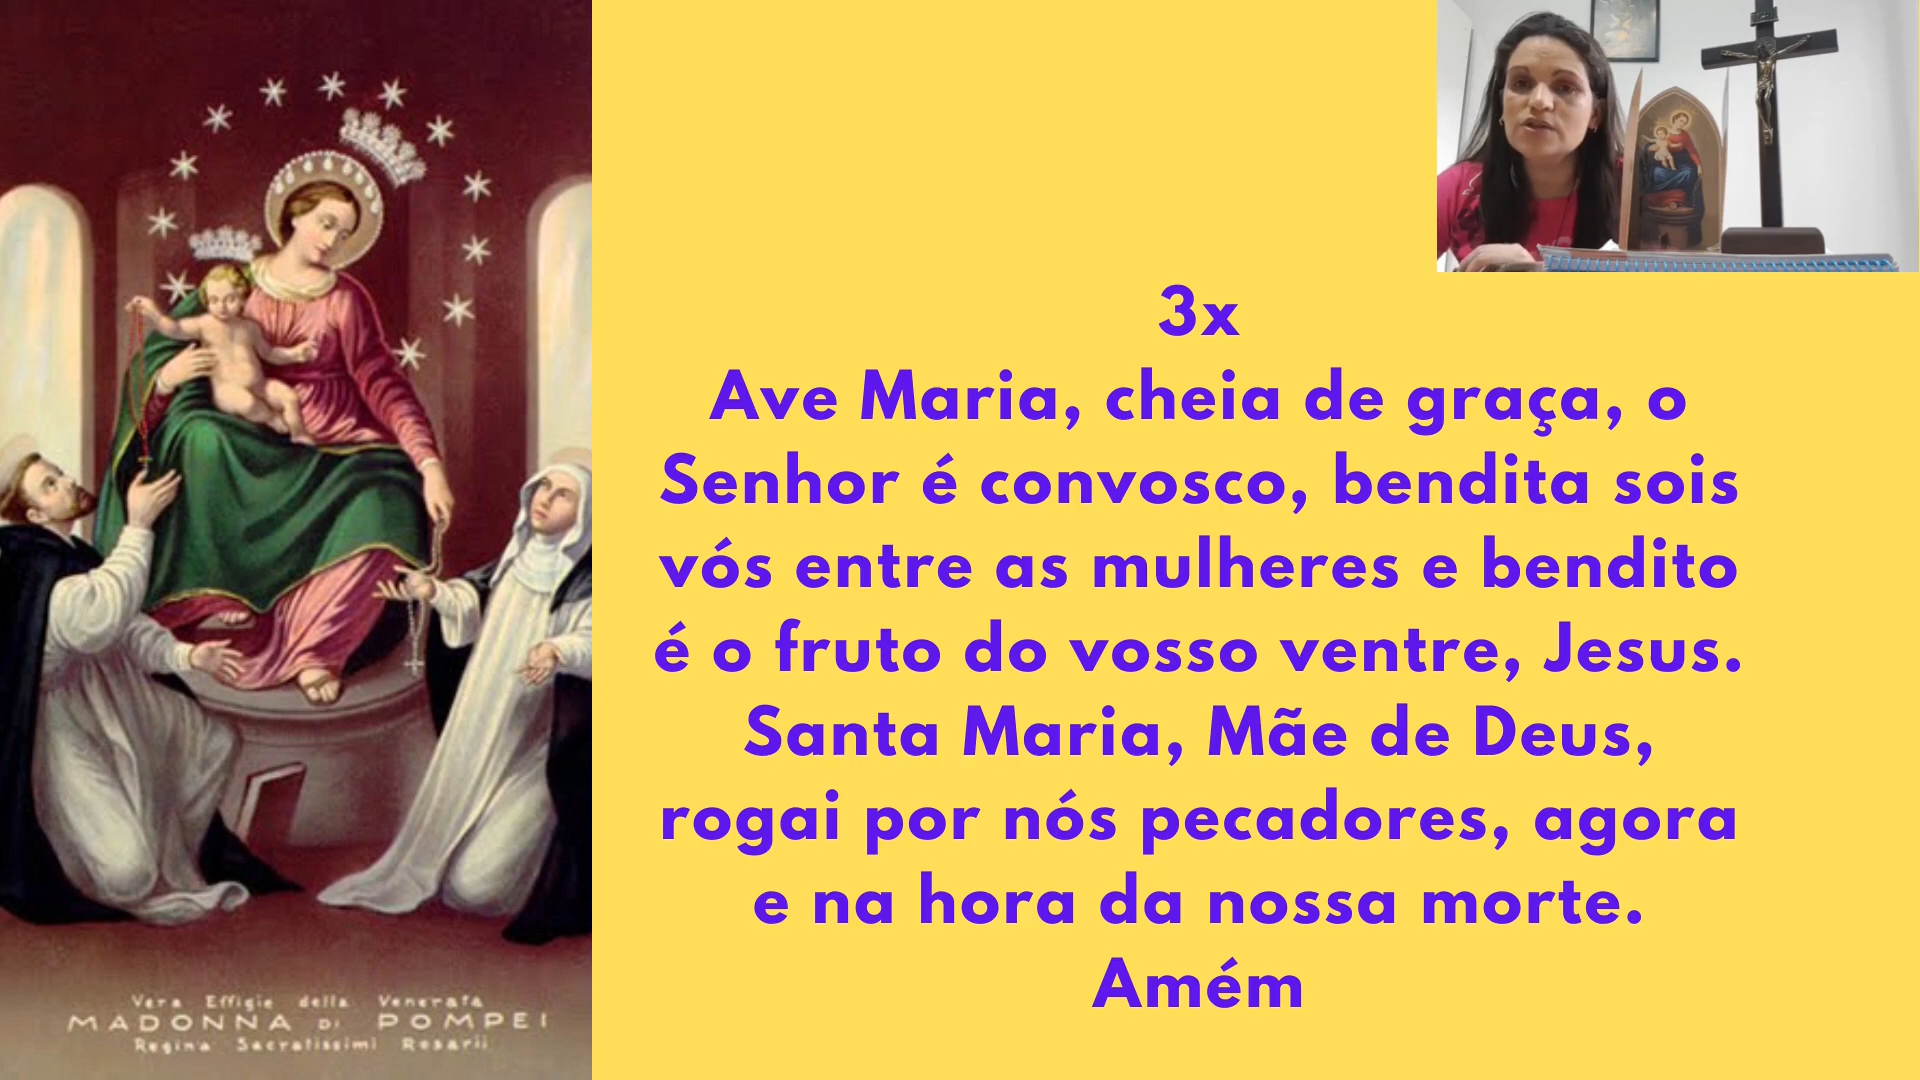 3x
Ave Maria, cheia de graça, o
Senhor é convosco, bendita sois
vós entre as mulheres e bendito
é o fruto do vosso ventre, Jesus.
Santa Maria, Mãe de Deus,
rogai por nós pecadores, agora
e na hora da nossa morte.
Amém
Vera Effigie della Venerata
MADONNA DI POMPEI
Regina Sacratissimi Rosarii